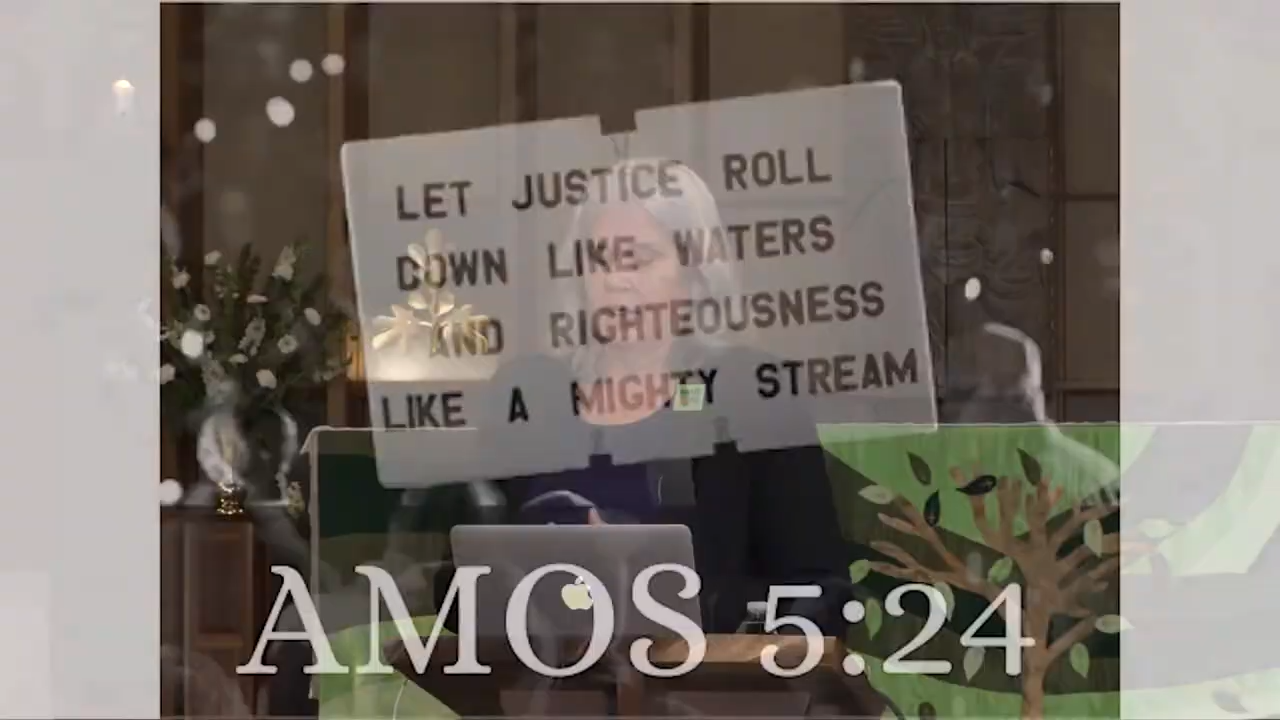 LET JUSTICE ROLL
DOWN LIKE WATERS
AND RIGHTEOUSNESS
LIKE A MIGHTY STREAM
AMOS 5:24